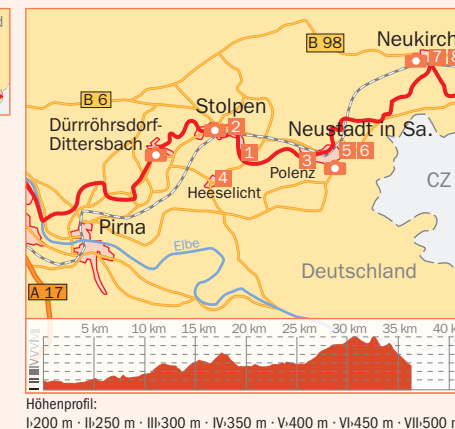 d
B 98
Neukirch
7 8
B 6
Stolpen
2
Dürrröhrsdorf-
Dittersbach
Neustadt in Sa.
1
3
5 6
Polenz
4
Heeselicht
CZ
Pirna
Elbe
Deutschland
A 17
5 km 10 km 15 km 20 km 25 km 30 km 35 km 40 k
Höhenprofil:
I›200 m · II›250 m · III›300 m · IV›350 m · V›400 m · VI›450 m · VII›500 m